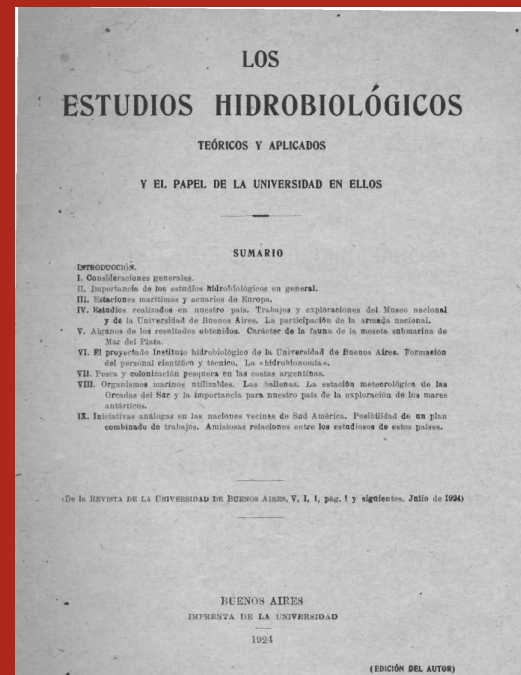 LOS
ESTUDIOS HIDROBIOLÓGICOS
TEÓRICOS Y APLICADOS
Y EL PAPEL DE LA UNIVERSIDAD EN ELLOS
SUMARIO
INTRODUCCIÓN.
I. Consideraciones generales.
II. Importancia de los estudios hidrobiológicos en general.
III. Estaciones marítimas y acuarios de Europa.
IV. Estudios realizados en nuestro país. Trabajos y exploraciones del Museo nacional
y de la Universidad de Buenos Aires. La participación de la armada nacional.
V. Algunos de los resultados obtenidos. Carácter de la fauna de la meseta submarina de
Mar del Plata.
VI. El proyectado Instituto hidrobiológico de la Universidad de Buenos Aires. Formasión
del personal científico y técnico. La «hidrobionomía».
VII. Pesca y colonización pesquera en las costas argentinas.
VIII. Organismos marinos utilizables. Las ballenas. La estación meteorológica de las
Orcadas del Sur y la importancia para nuestro país de la exploración de los mares
antárticos.
IX. Iniciativas análogas en las naciones vecinas de Sud América. Posibilidad de un plan
combinado de trabajos. Amistosas relaciones entre los estudiosos de estos países.
(De la REVISTA DE LA UNIVERSIDAD DE BUENOS AIRES, V, I, 1, pág. 1 y siguientes. Julio de 1924)
BUENOS AIRES
IMPRENTA DE LA UNIVERSIDAD
1924
(EDICIÓN DEL AUTOR)